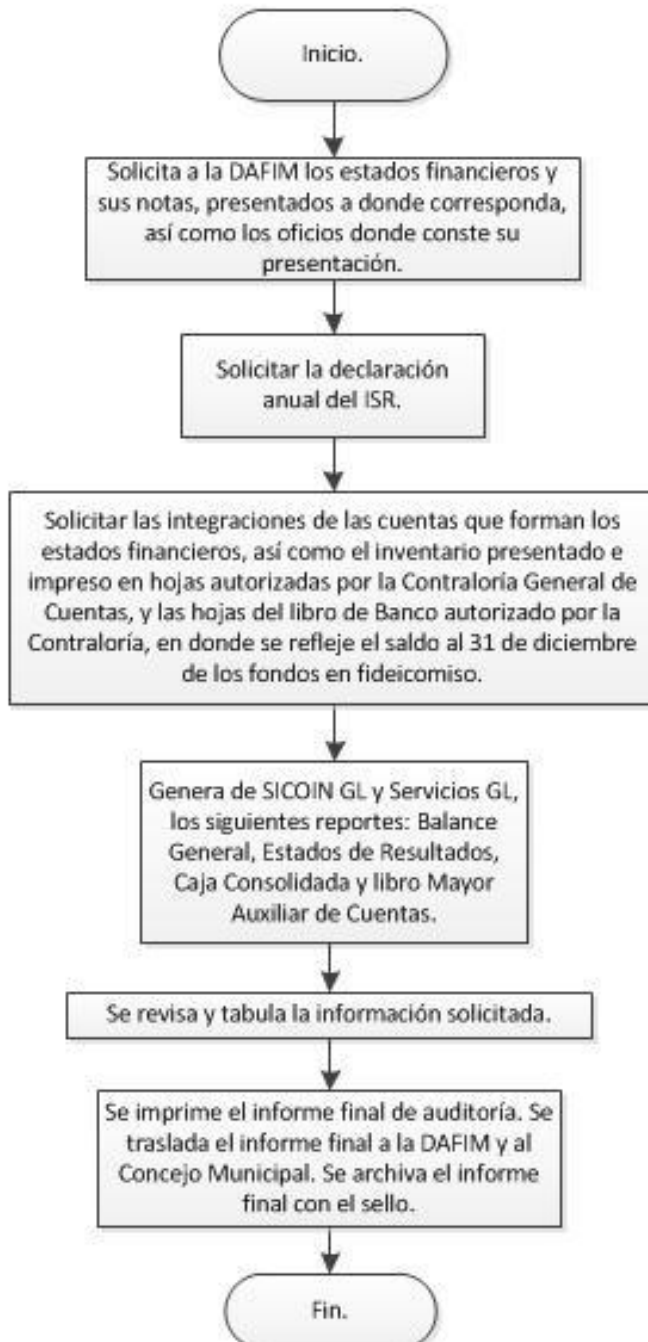 Inicio.
Solicita a la DAFIM los estados financieros y
sus notas, presentados a donde corresponda,
así como los oficios donde conste su
presentación.
Solicitar la declaración
anual del ISR.
Solicitar las integraciones de las cuentas que forman los
estados financieros, así como el inventario presentado e
impreso en hojas autorizadas por la Contraloría General de
Cuentas, y las hojas del libro de Banco autorizado por la
Contraloría, en donde se refleje el saldo al 31 de diciembre
de los fondos en fideicomiso.
Genera de SICOIN GL y Servicios GL,
los siguientes reportes: Balance
General, Estados de Resultados,
Caja Consolidada y libro Mayor
Auxiliar de Cuentas.
Se revisa y tabula la información solicitada.
Se imprime el informe final de auditoría. Se
traslada el informe final a la DAFIM y al
Concejo Municipal. Se archiva el informe
final con el sello.
Fin.